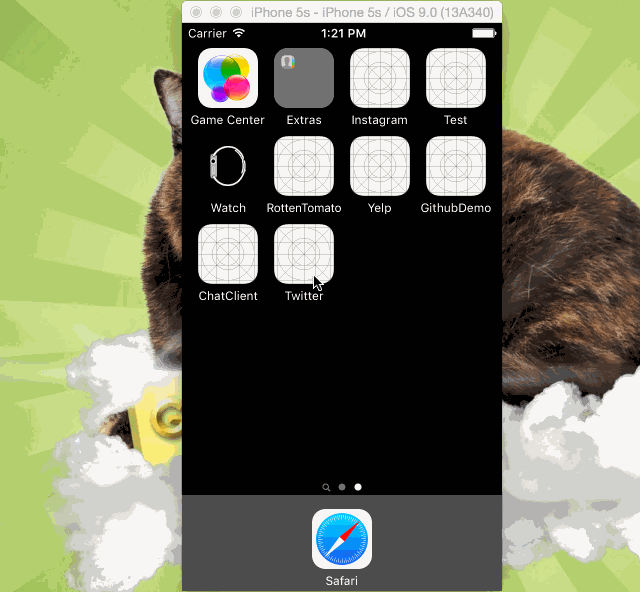 iPhone 5s - iPhone 5s / iOS 9.0 (13A340)
Carrier 1:21 PM
Game Center Extras Instagram Test
Watch RottenTomato Yelp GithubDemo
ChatClient Twitter
G
Safari